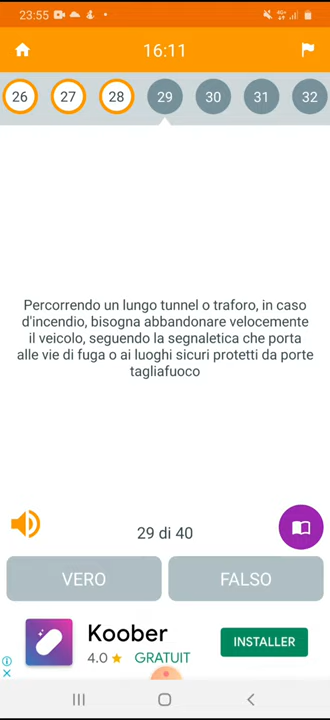 23:55
16:11
26 27 28 29 30 31 32
Percorrendo un lungo tunnel o traforo, in caso
d'incendio, bisogna abbandonare velocemente
il veicolo, seguendo la segnaletica che porta
alle vie di fuga o ai luoghi sicuri protetti da porte
tagliafuoco
29 di 40
VERO FALSO
Koober
4.0 GRATUIT
INSTALLER